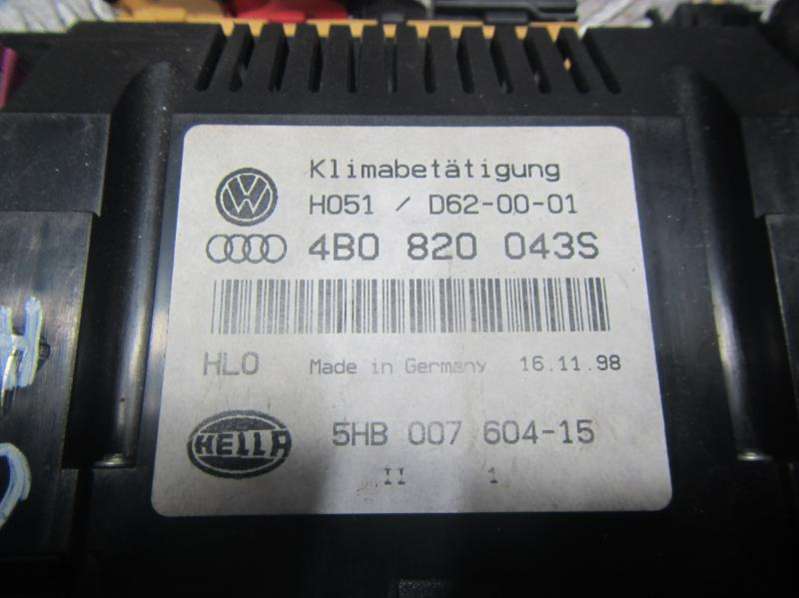 Klimabetätigung
H051 / D62-00-01
4B0 820 043S
HL0 Made in Germany 16.11.98
HELLA 5HB 007 604-15
II 1